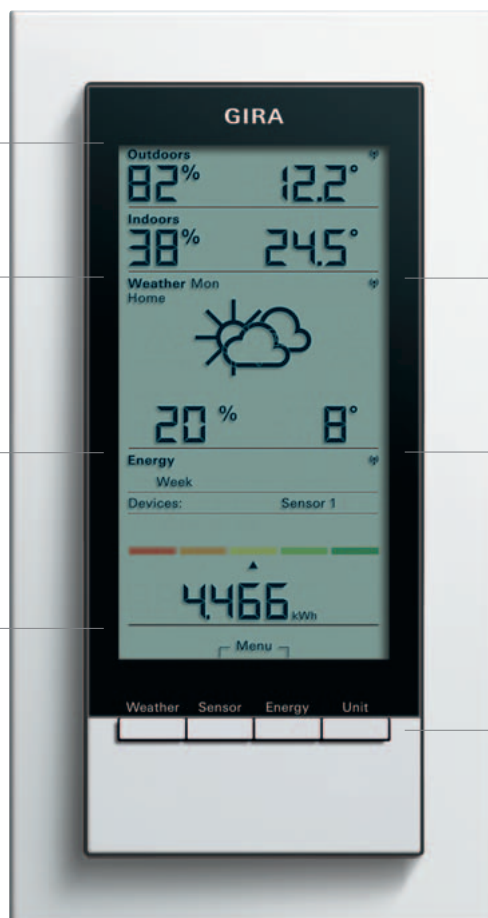 GIRA
Outdoors
82% 12.2°
Indoors
38% 24.5°
Weather Mon
Home
20 % 8°
Energy
Week
Devices: Sensor 1
4.466 kWh
Menu
Weather Sensor Energy Unit